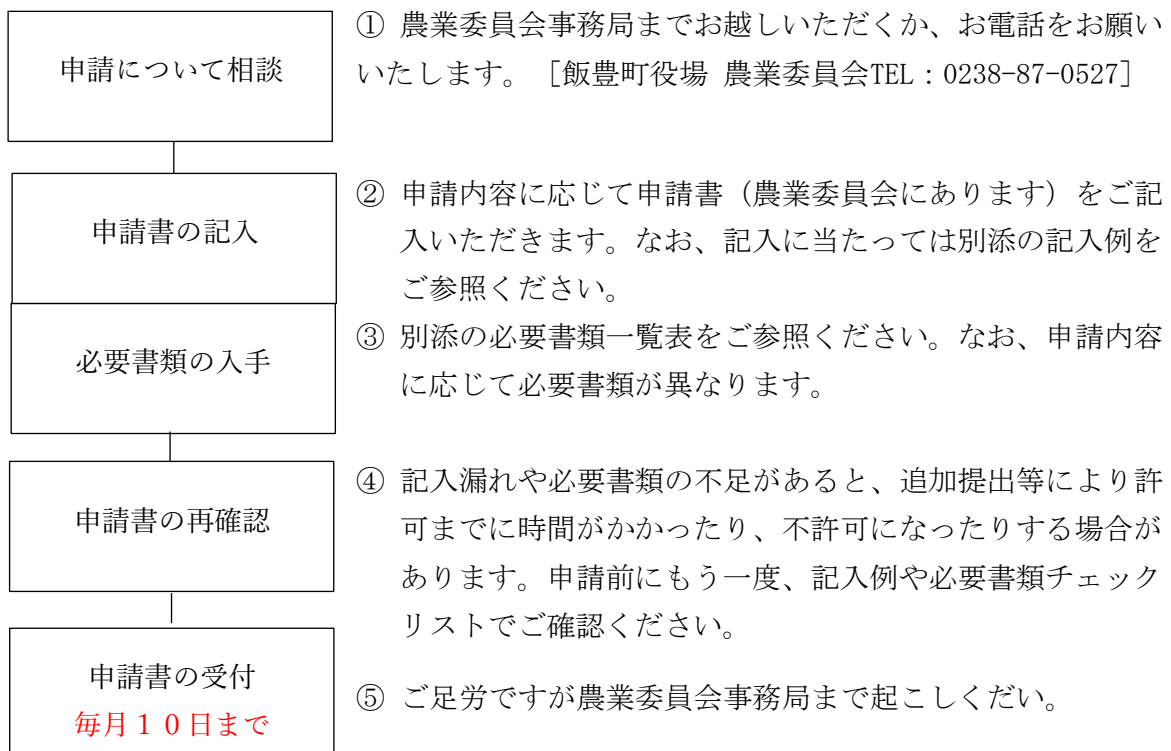 申請について相談
① 農業委員会事務局までお越しいただくか、お電話をお願い
いたします。［飯豊町役場 農業委員会TEL：0238-87-0527］
申請書の記入
② 申請内容に応じて申請書（農業委員会にあります）をご記
入いただきます。なお、記入に当たっては別添の記入例を
ご参照ください。
必要書類の入手
③ 別添の必要書類一覧表をご参照ください。なお、申請内容
に応じて必要書類が異なります。
申請書の再確認
④ 記入漏れや必要書類の不足があると、追加提出等により許
可までに時間がかかったり、不許可になったりする場合が
あります。申請前にもう一度、記入例や必要書類チェック
リストでご確認ください。
申請書の受付
毎月１０日まで
⑤ ご足労ですが農業委員会事務局まで起こしくだい。